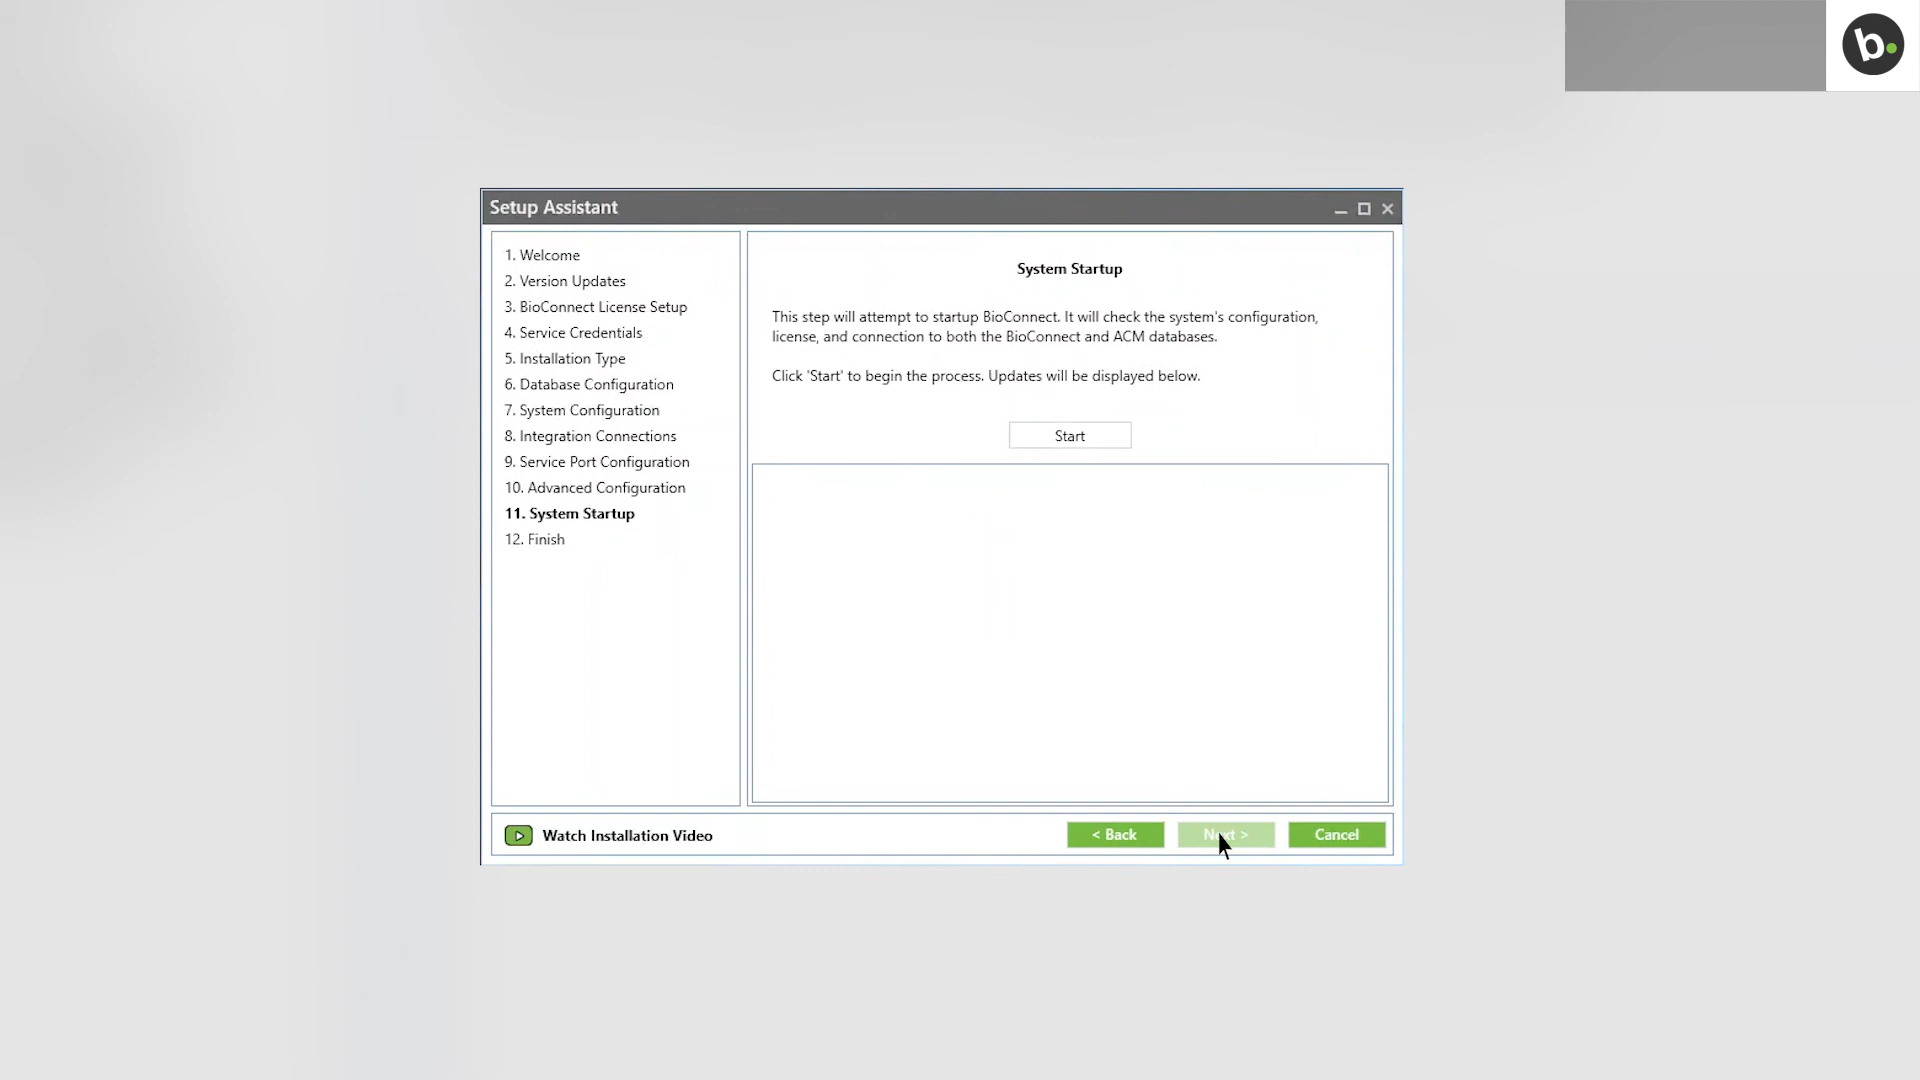 b.
Setup Assistant
1. Welcome
2. Version Updates
3. BioConnect License Setup
4. Service Credentials
5. Installation Type
6. Database Configuration
7. System Configuration
8. Integration Connections
9. Service Port Configuration
10. Advanced Configuration
11. System Startup
12. Finish
System Startup
This step will attempt to startup BioConnect. It will check the system's configuration,
license, and connection to both the BioConnect and ACM databases.
Click 'Start' to begin the process. Updates will be displayed below.
Start
Watch Installation Video
< Back
Next >
Cancel